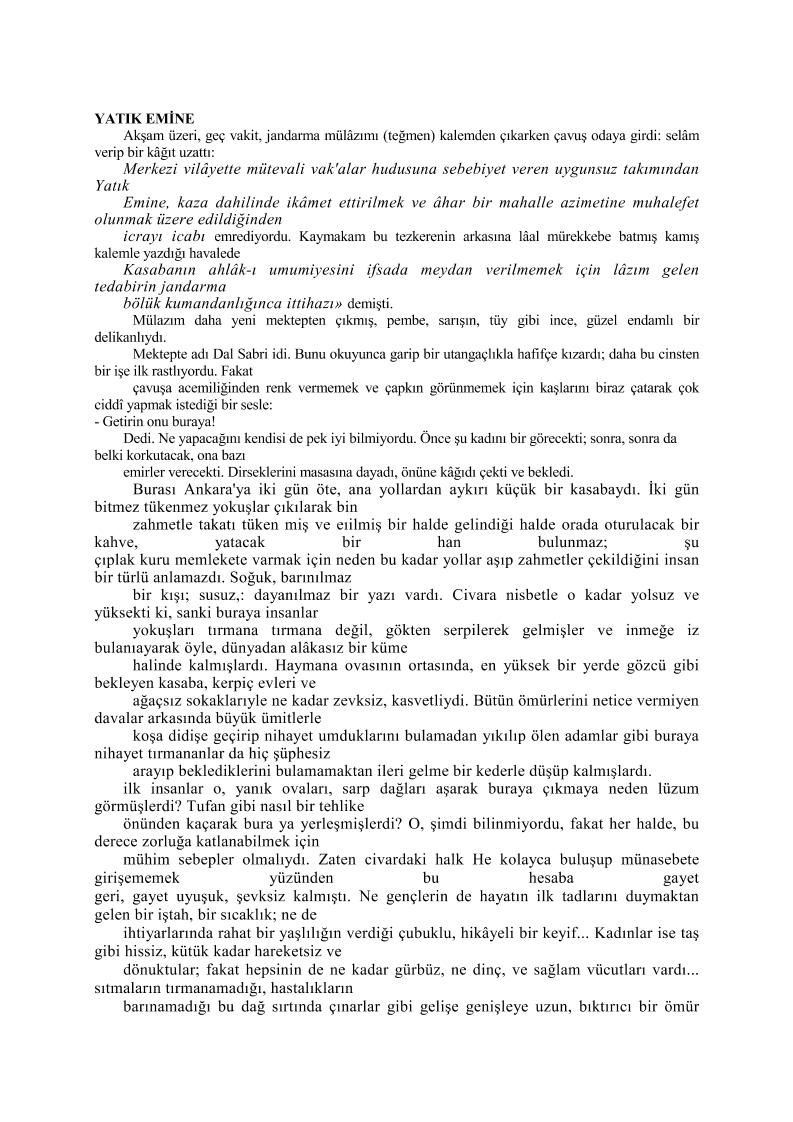 YATIK EMİNE
Akşam üzeri, geç vakit, jandarma mülâzımı (teğmen) kalemden çıkarken çavuş odaya girdi: selâm
verip bir kâğıt uzattı:
Merkezi vilâyette mütevali vak'alar hudusuna sebebiyet veren uygunsuz takımından
Yatık
Emine, kaza dahilinde ikâmet ettirilmek ve âhar bir mahalle azimetine muhalefet
olunmak üzere edildiğinden
icrayı icabı emrediyordu. Kaymakam bu tezkerenin arkasına lâal mürekkebe batmış kamış
kalemle yazdığı havalede
Kasabanın ahlâk-ı umumiyesini ifsada meydan verilmemek için lâzım gelen
tedabirin jandarma
bölük kumandanlığınca ittihazı» demişti.
Mülazım daha yeni mektepten çıkmış, pembe, sarışın, tüy gibi ince, güzel endamlı bir
delikanlıydı.
Mektepte adı Dal Sabri idi. Bunu okuyunca garip bir utangaçlıkla hafifçe kızardı; daha bu cinsten
bir işe ilk rastlıyordu. Fakat
çavuşa acemiliğinden renk vermemek ve çapkın görünmemek için kaşlarını biraz çatarak çok
ciddî yapmak istediği bir sesle:
- Getirin onu buraya!
Dedi. Ne yapacağını kendisi de pek iyi bilmiyordu. Önce şu kadını bir görecekti; sonra, sonra da
belki korkutacak, ona bazı
emirler verecekti. Dirseklerini masasına dayadı, önüne kâğıdı çekti ve bekledi.
Burası Ankara'ya iki gün öte, ana yollardan aykırı küçük bir kasabaydı. İki gün
bitmez tükenmez yokuşlar çıkılarak bin
zahmetle takatı tüken miş ve eıilmiş bir halde gelindiği halde orada oturulacak bir
kahve, yatacak bir han bulunmaz; şu
çıplak kuru memlekete varmak için neden bu kadar yollar aşıp zahmetler çekildiğini insan
bir türlü anlamazdı. Soğuk, barınılmaz
bir kışı; susuz,: dayanılmaz bir yazı vardı. Civara nisbetle o kadar yolsuz ve
yüksekti ki, sanki buraya insanlar
yokuşları tırmana tırmana değil, gökten serpilerek gelmişler ve inmeğe iz
bulanıayarak öyle, dünyadan alâkasız bir küme
halinde kalmışlardı. Haymana ovasının ortasında, en yüksek bir yerde gözcü gibi
bekleyen kasaba, kerpiç evleri ve
ağaçsız sokaklarıyle ne kadar zevksiz, kasvetliydi. Bütün ömürlerini netice vermiyen
davalar arkasında büyük ümitlerle
koşa didişe geçirip nihayet umduklarını bulamadan yıkılıp ölen adamlar gibi buraya
nihayet tırmananlar da hiç şüphesiz
arayıp beklediklerini bulamamaktan ileri gelme bir kederle düşüp kalmışlardı.
ilk insanlar o, yanık ovaları, sarp dağları aşarak buraya çıkmaya neden lüzum
görmüşlerdi? Tufan gibi nasıl bir tehlike
önünden kaçarak bura ya yerleşmişlerdi? O, şimdi bilinmiyordu, fakat her halde, bu
derece zorluğa katlanabilmek için
mühim sebepler olmalıydı. Zaten civardaki halk He kolayca buluşup münasebete
girişememek yüzünden bu hesaba gayet
geri, gayet uyuşuk, şevksiz kalmıştı. Ne gençlerin de hayatın ilk tadlarını duymaktan
gelen bir iştah, bir sıcaklık; ne de
ihtiyarlarında rahat bir yaşlılığın verdiği çubuklu, hikâyeli bir keyif... Kadınlar ise taş
gibi hissiz, kütük kadar hareketsiz ve
dönuktular; fakat hepsinin de ne kadar gürbüz, ne dinç, ve sağlam vücutları vardı...
sıtmaların tırmanamadığı, hastalıkların
barınamadığı bu dağ sırtında çınarlar gibi gelişe genişleye uzun, bıktırıcı bir ömür